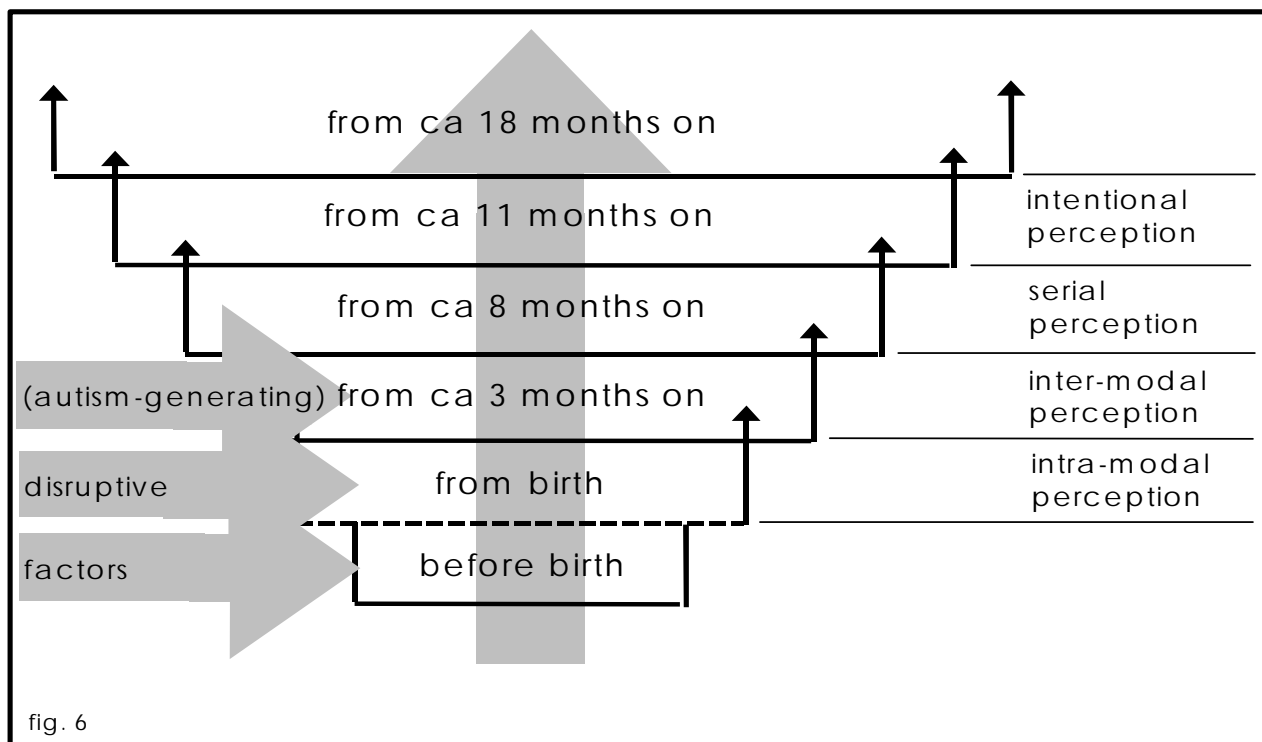 from ca 18 months on
from ca 11 months on
intentional
perception
from ca 8 months on
serial
perception
(autism-generating) from ca 3 months on
inter-modal
perception
disruptive
from birth
intra-modal
perception
factors
before birth
fig. 6